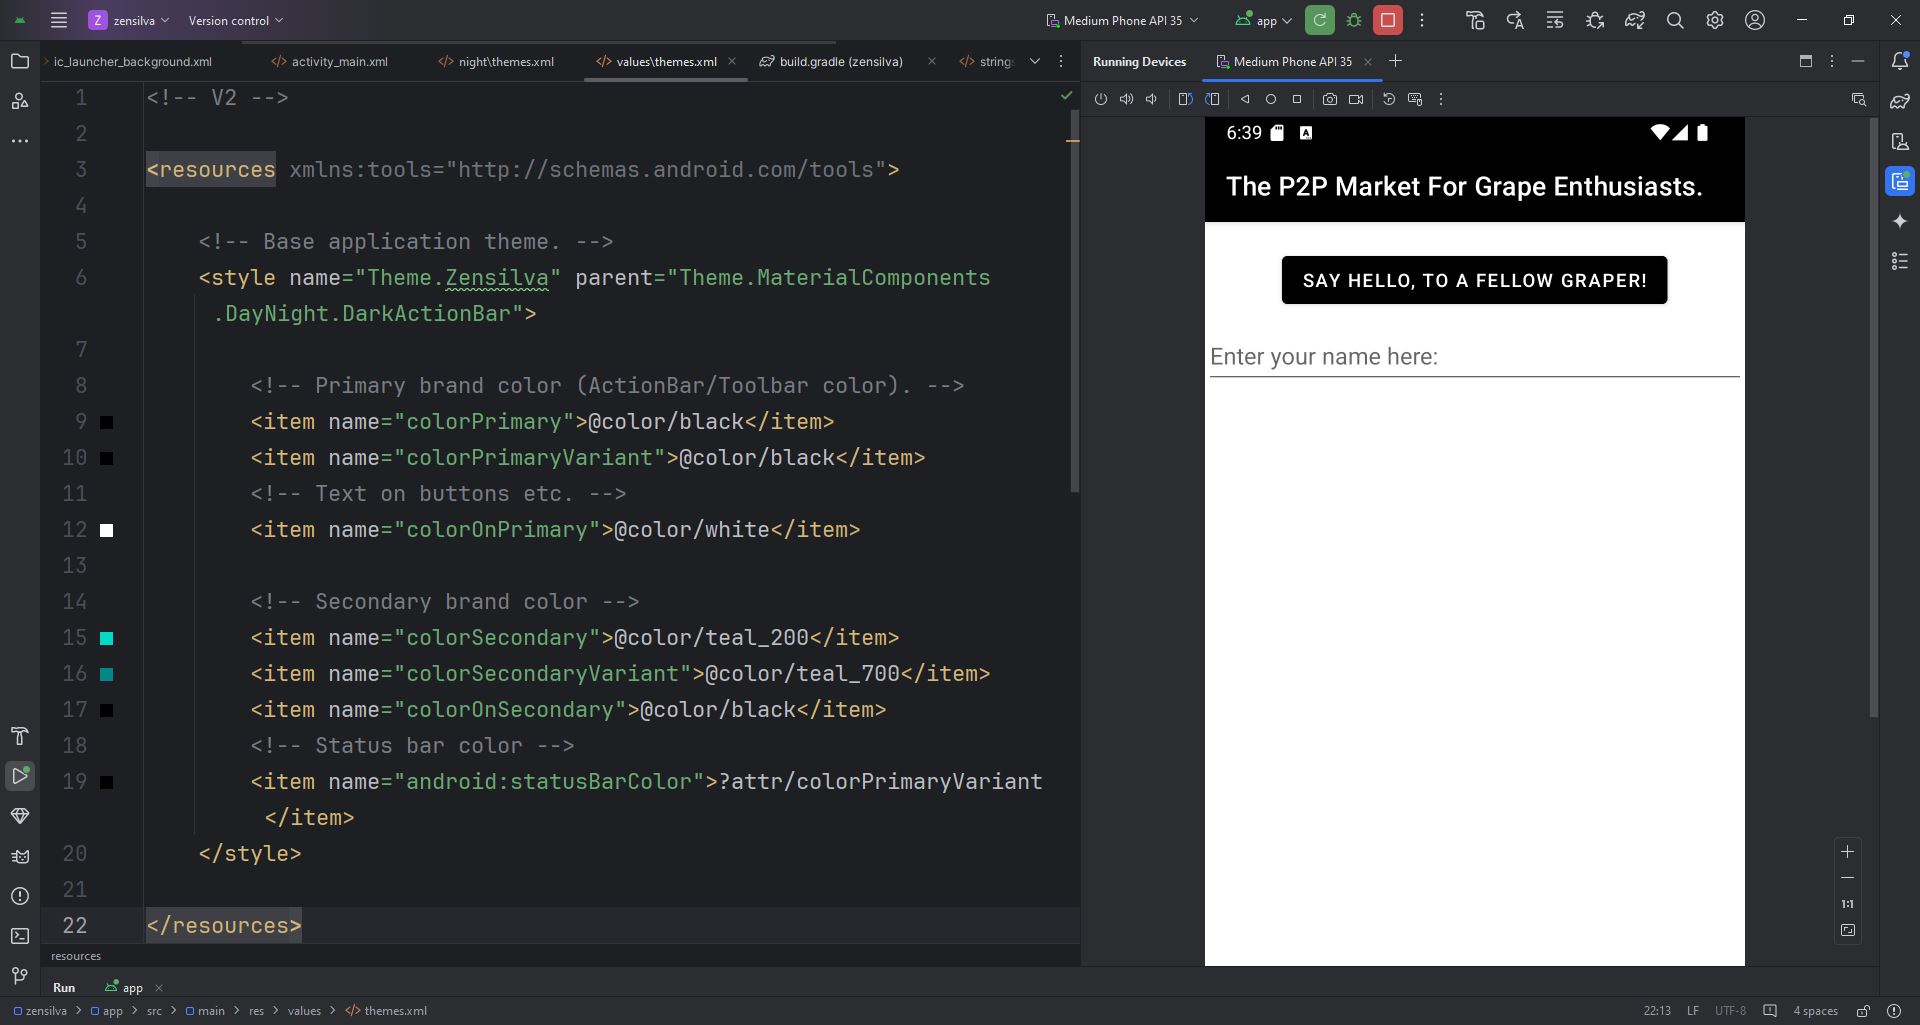 Z zensilva
Version control
Medium Phone API 35
app
ic_launcher_background.xml
activity_main.xml
night\themes.xml
values\themes.xml
build.gradle (zensilva)
string
Running Devices
Medium Phone API 35
1 <!-- V2 -->
2
3 <resources xmlns:tools="http://schemas.android.com/tools">
4
5 <!-- Base application theme. -->
6 <style name="Theme.Zensilva" parent="Theme.MaterialComponents
.DayNight.DarkActionBar">
7
8 <!-- Primary brand color (ActionBar/Toolbar color). -->
9 <item name="colorPrimary">@color/black</item>
10 <item name="colorPrimaryVariant">@color/black</item>
11 <!-- Text on buttons etc. -->
12 <item name="colorOnPrimary">@color/white</item>
13
14 <!-- Secondary brand color -->
15 <item name="colorSecondary">@color/teal_200</item>
16 <item name="colorSecondaryVariant">@color/teal_700</item>
17 <item name="colorOnSecondary">@color/black</item>
18 <!-- Status bar color -->
19 <item name="android:statusBarColor">?attr/colorPrimaryVariant
</item>
20 </style>
21
22 </resources>
resources
6:39
A
The P2P Market For Grape Enthusiasts.
SAY HELLO, TO A FELLOW GRAPER!
Enter your name here:
1:1
Run
app
zensilva > app > src > main > res > values > themes.xml
22:13 LF UTF-8 4 spaces